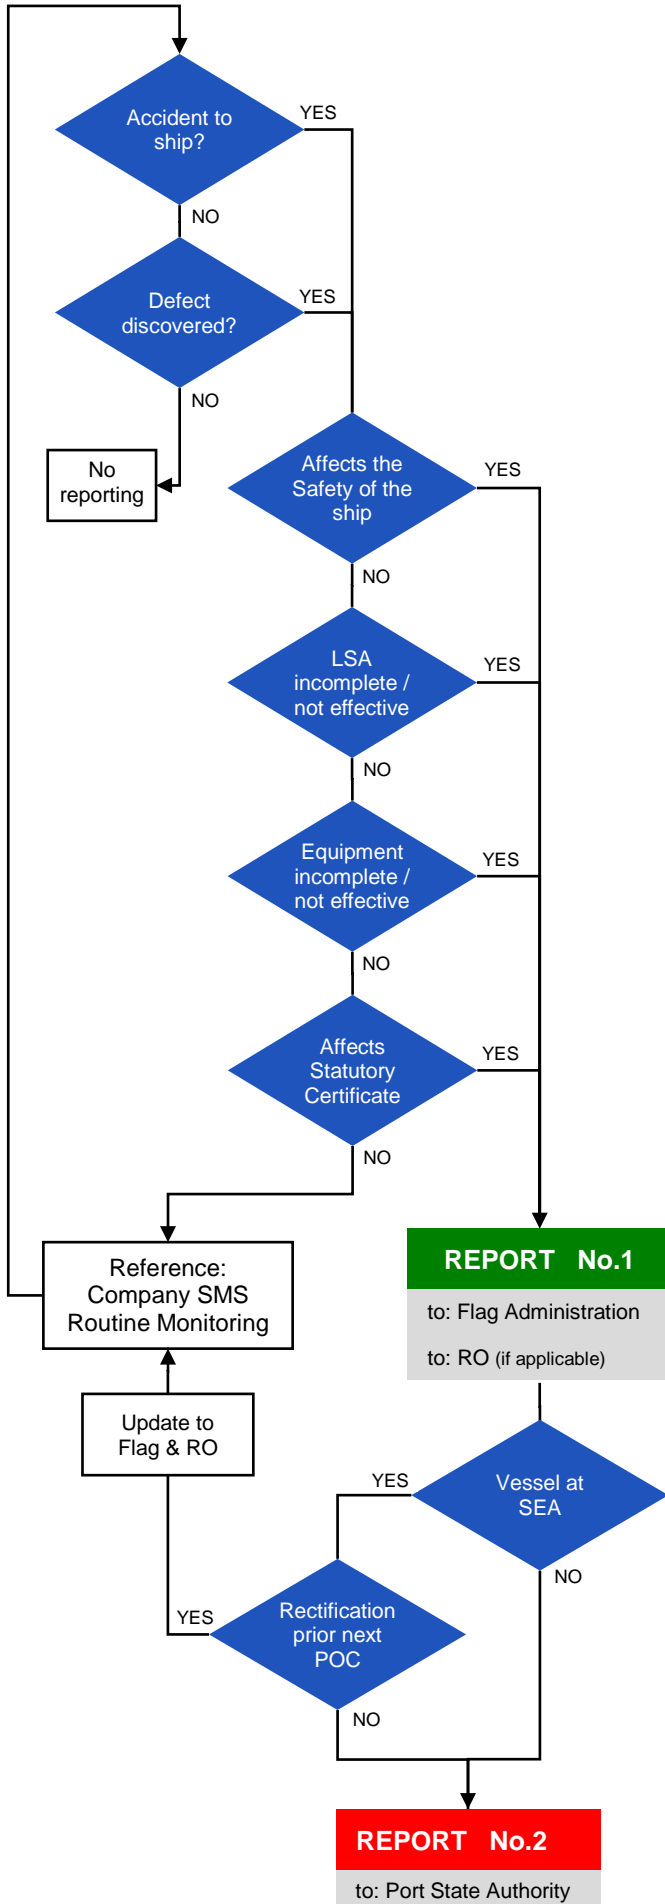 Accident to
ship?
YES
NO
Defect
discovered?
YES
NO
No
reporting
Affects the
Safety of the
ship
YES
NO
LSA
incomplete /
not effective
YES
NO
Equipment
incomplete /
not effective
YES
NO
Affects
Statutory
Certificate
YES
NO
Reference:
Company SMS
Routine Monitoring
REPORT No.1
to: Flag Administration
to: RO (if applicable)
Update to
Flag & RO
Vessel at
SEA
YES
NO
Rectification
prior next
POC
YES
NO
REPORT No.2
to: Port State Authority